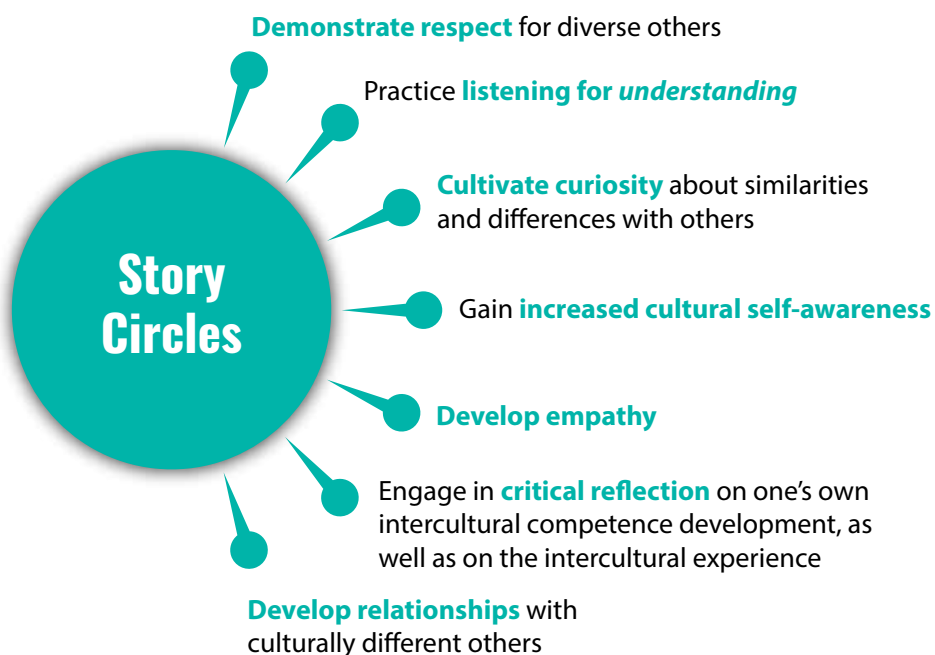 Demonstrate respect for diverse others
Practice listening for understanding
Cultivate curiosity about similarities
and differences with others
Story
Circles
Gain increased cultural self-awareness
Develop empathy
Engage in critical reflection on one’s own
intercultural competence development, as
well as on the intercultural experience
Develop relationships with
culturally different others